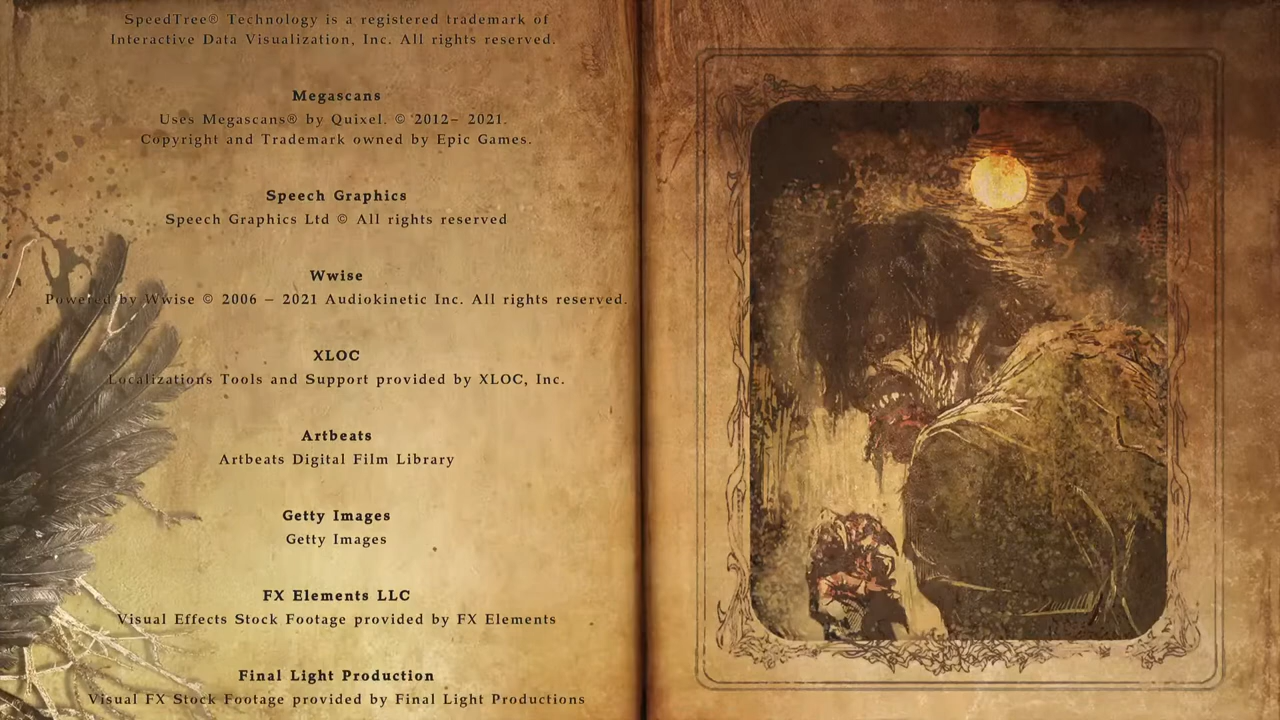 SpeedTree® Technology is a registered trademark of
Interactive Data Visualization, Inc. All rights reserved.
Megascans
Uses Megascans® by Quixel. © 2012– 2021.
Copyright and Trademark owned by Epic Games.
Speech Graphics
Speech Graphics Ltd © All rights reserved
Wwise
Powered by Wwise © 2006 – 2021 Audiokinetic Inc. All rights reserved.
XLOC
Localizations Tools and Support provided by XLOC, Inc.
Artbeats
Artbeats Digital Film Library
Getty Images
Getty Images
FX Elements LLC
Visual Effects Stock Footage provided by FX Elements
Final Light Production
Visual FX Stock Footage provided by Final Light Productions